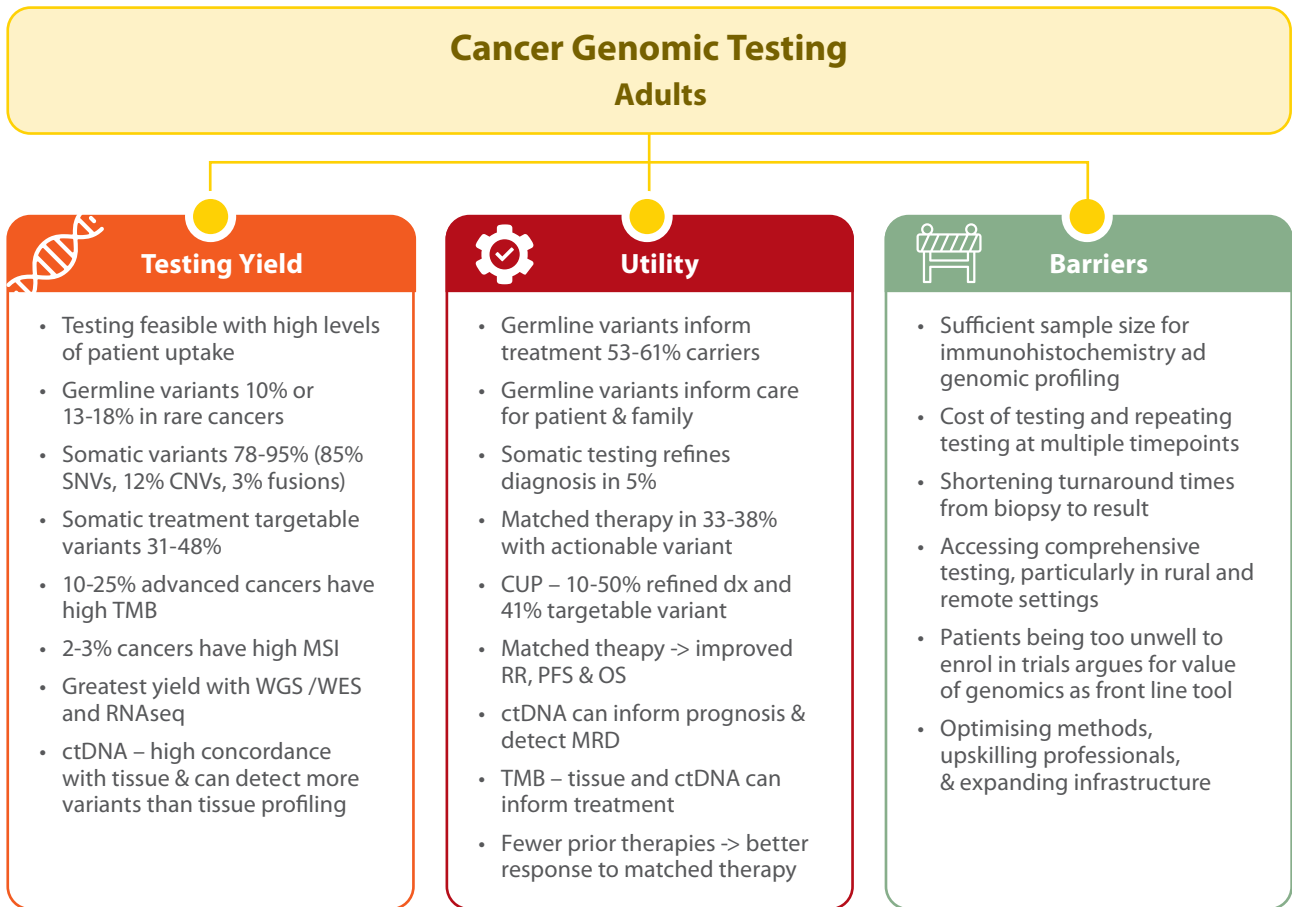 Cancer Genomic Testing
Adults
Testing Yield
• Testing feasible with high levels
of patient uptake
• Germline variants 10% or
13-18% in rare cancers
• Somatic variants 78-95% (85%
SNVs, 12% CNVs, 3% fusions)
• Somatic treatment targetable
variants 31-48%
• 10-25% advanced cancers have
high TMB
• 2-3% cancers have high MSI
• Greatest yield with WGS /WES
and RNAseq
• ctDNA – high concordance
with tissue & can detect more
variants than tissue profiling
Utility
• Germline variants inform
treatment 53-61% carriers
• Germline variants inform care
for patient & family
• Somatic testing refines
diagnosis in 5%
• Matched therapy in 33-38%
with actionable variant
• CUP – 10-50% refined dx and
41% targetable variant
• Matched theapy -> improved
RR, PFS & OS
• ctDNA can inform prognosis &
detect MRD
• TMB – tissue and ctDNA can
inform treatment
• Fewer prior therapies -> better
response to matched therapy
Barriers
• Sufficient sample size for
immunohistochemistry ad
genomic profiling
• Cost of testing and repeating
testing at multiple timepoints
• Shortening turnaround times
from biopsy to result
• Accessing comprehensive
testing, particularly in rural and
remote settings
• Patients being too unwell to
enrol in trials argues for value
of genomics as front line tool
• Optimising methods,
upskilling professionals,
& expanding infrastructure